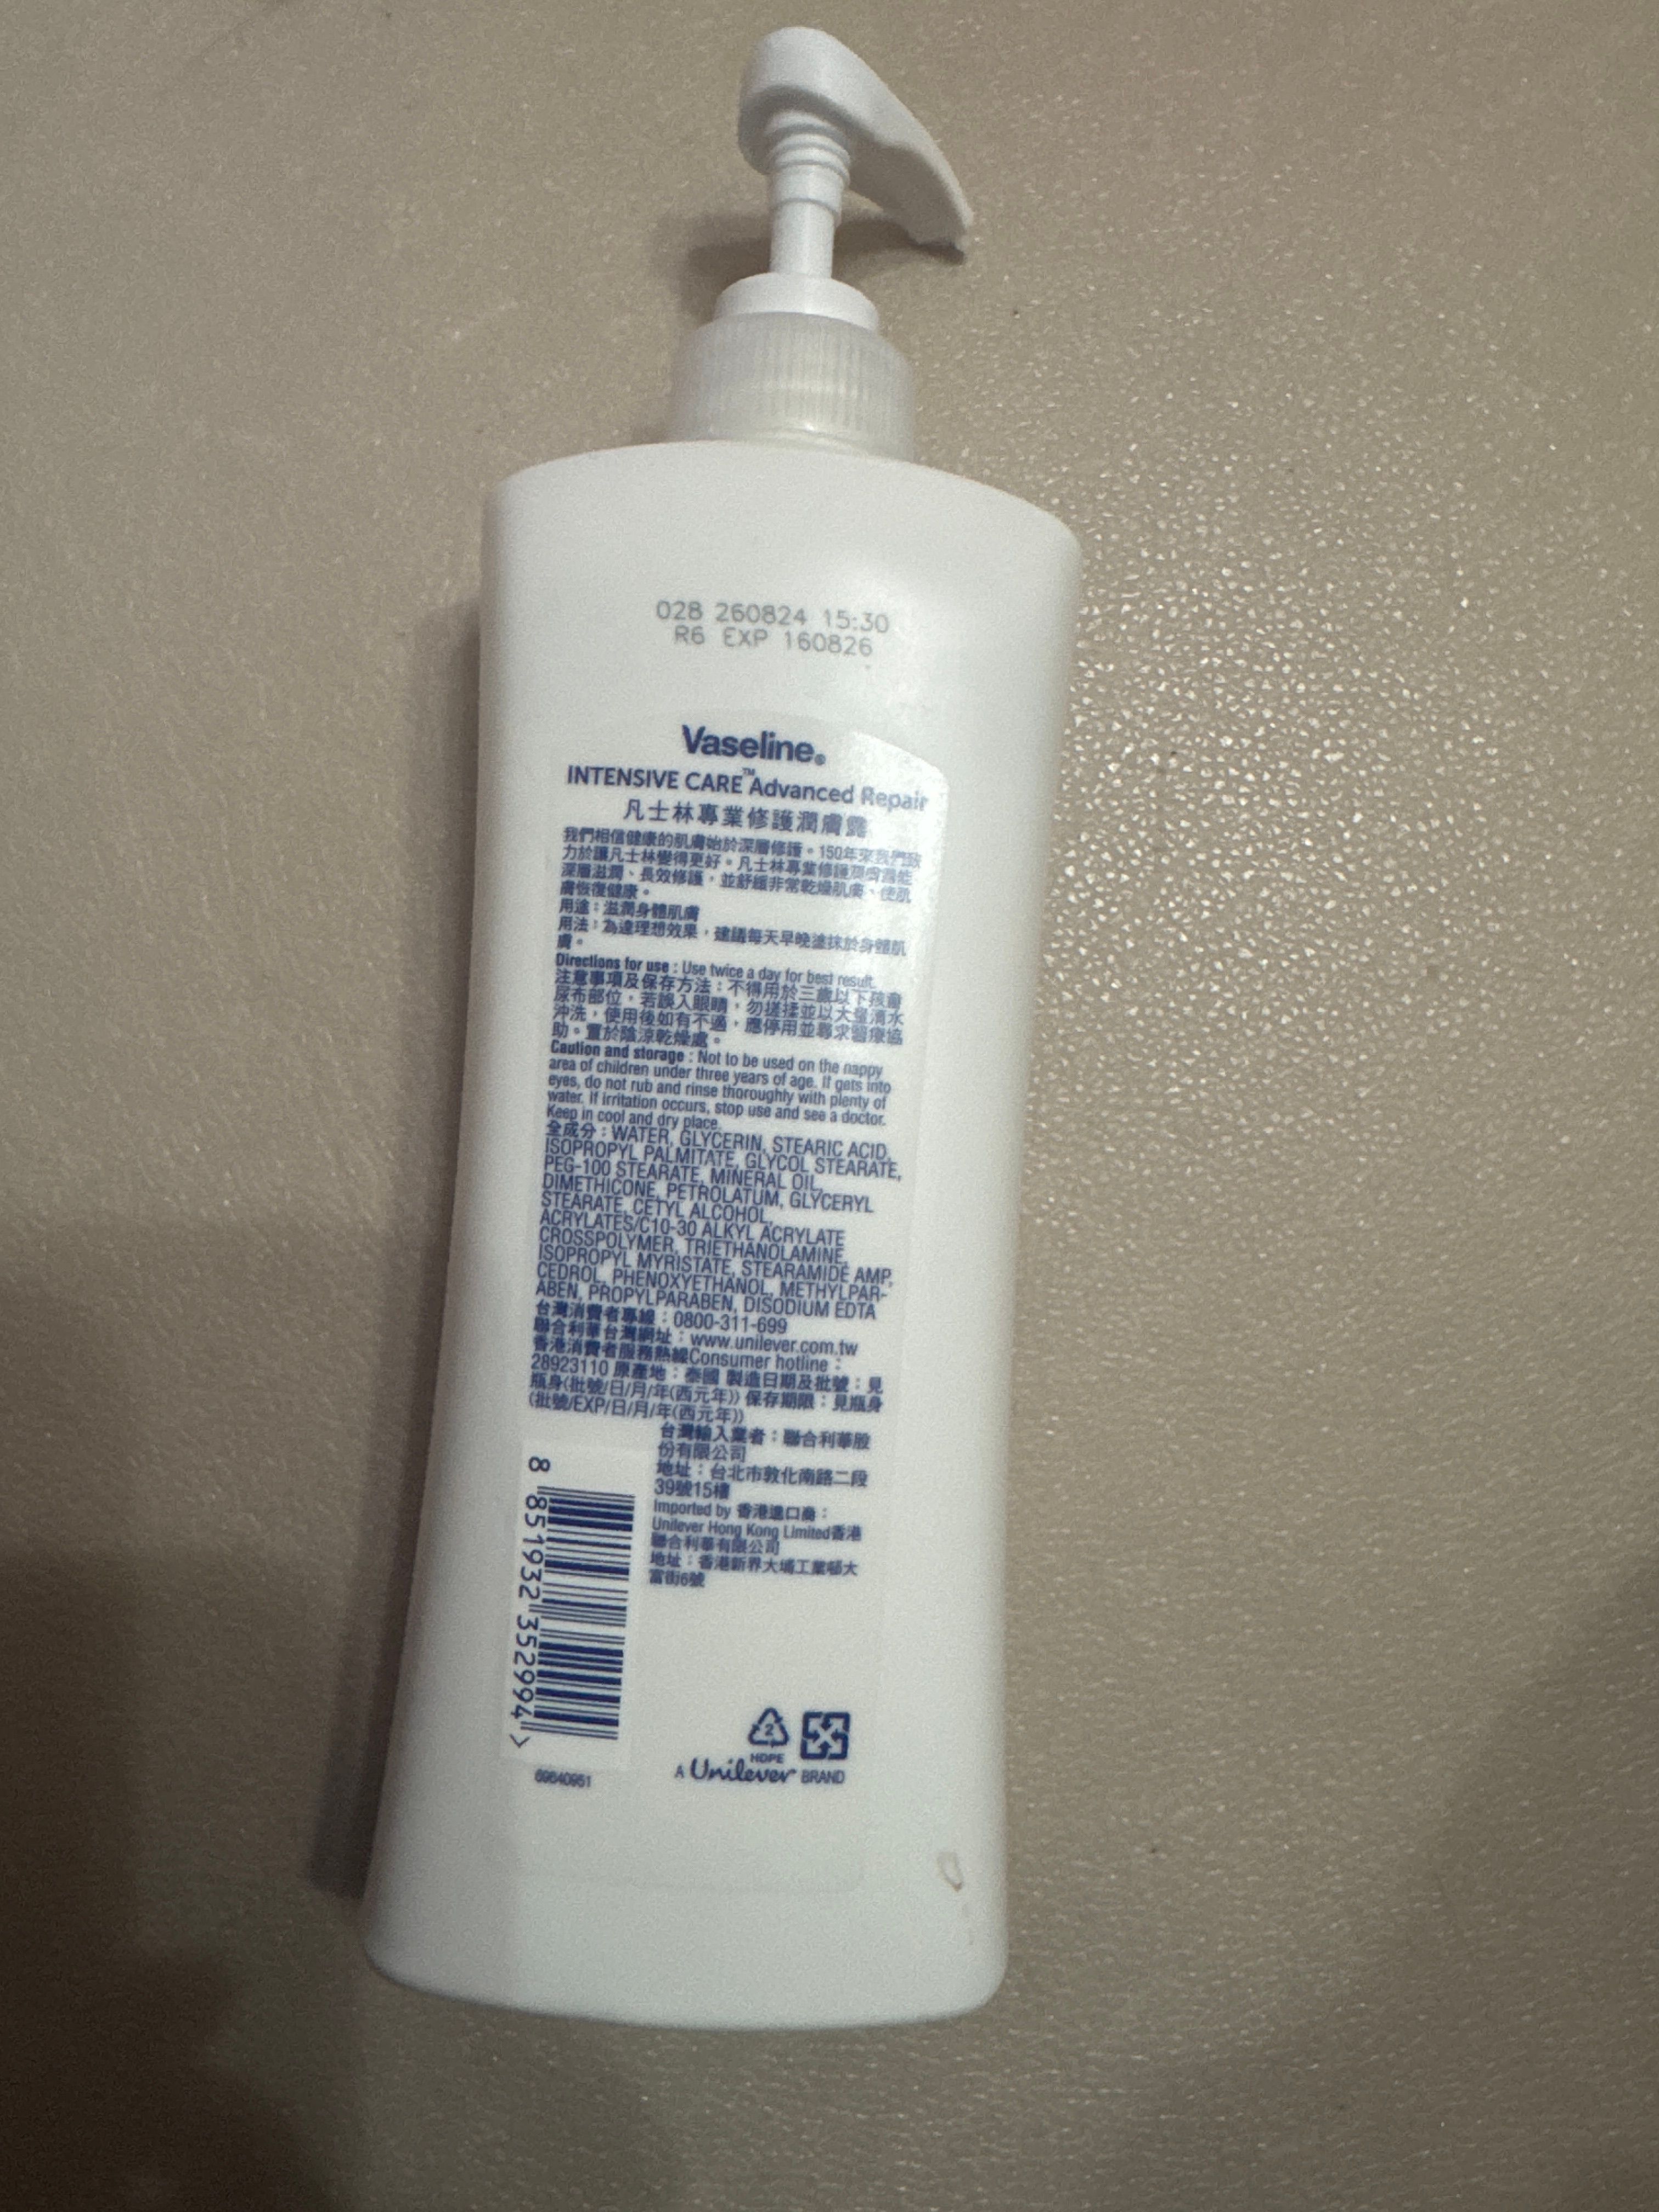 028 260824 15:30
R6 EXP 160826
Vaseline®
INTENSIVE CARE™ Advanced Repair
凡士林專業修護潤膚露
我們相信健康的肌膚始於深層修護。150年來我們致
力於讓凡士林變得更好。凡士林專業修護潤膚露能
深層滋潤、長效修護，並舒緩非常乾燥肌膚、使肌
膚恢復健康。
用途：滋潤身體肌膚
用法：為達理想效果，建議每天早晚塗抹於身體肌
膚。
Directions for use : Use twice a day for best result.
注意事項及保存方法：不得用於三歲以下孩童
尿布部位，若誤入眼睛，勿搓揉並以大量清水
沖洗，使用後如有不適，應停用並尋求醫療協
助。置於陰涼乾燥處。
Caution and storage : Not to be used on the nappy
area of children under three years of age. If gets into
eyes, do not rub and rinse thoroughly with plenty of
water. If irritation occurs, stop use and see a doctor.
Keep in cool and dry place.
全成分：WATER, GLYCERIN, STEARIC ACID,
ISOPROPYL PALMITATE, GLYCOL STEARATE,
PEG-100 STEARATE, MINERAL OIL,
DIMETHICONE, PETROLATUM, GLYCERYL
STEARATE, CETYL ALCOHOL,
ACRYLATES/C10-30 ALKYL ACRYLATE
CROSSPOLYMER, TRIETHANOLAMINE,
ISOPROPYL MYRISTATE, STEARAMIDE AMP,
CEDROL, PHENOXYETHANOL, METHYLPAR-
ABEN, PROPYLPARABEN, DISODIUM EDTA
台灣消費者專線：0800-311-699
聯合利華台灣網址：www.unilever.com.tw
香港消費者服務熱線Consumer hotline：
28923110 原產地：泰國 製造日期及批號：見
瓶身(批號/日/月/年(西元年)) 保存期限：見瓶身
(批號/EXP/日/月/年(西元年))
台灣輸入業者：聯合利華股
份有限公司
地址：台北市敦化南路二段
39號15樓
Imported by 香港進口商：
Unilever Hong Kong Limited香港
聯合利華有限公司
地址：香港新界大埔工業邨大
富街6號
8 851932 352994 >
69640951
2
HDPE
A Unilever BRAND